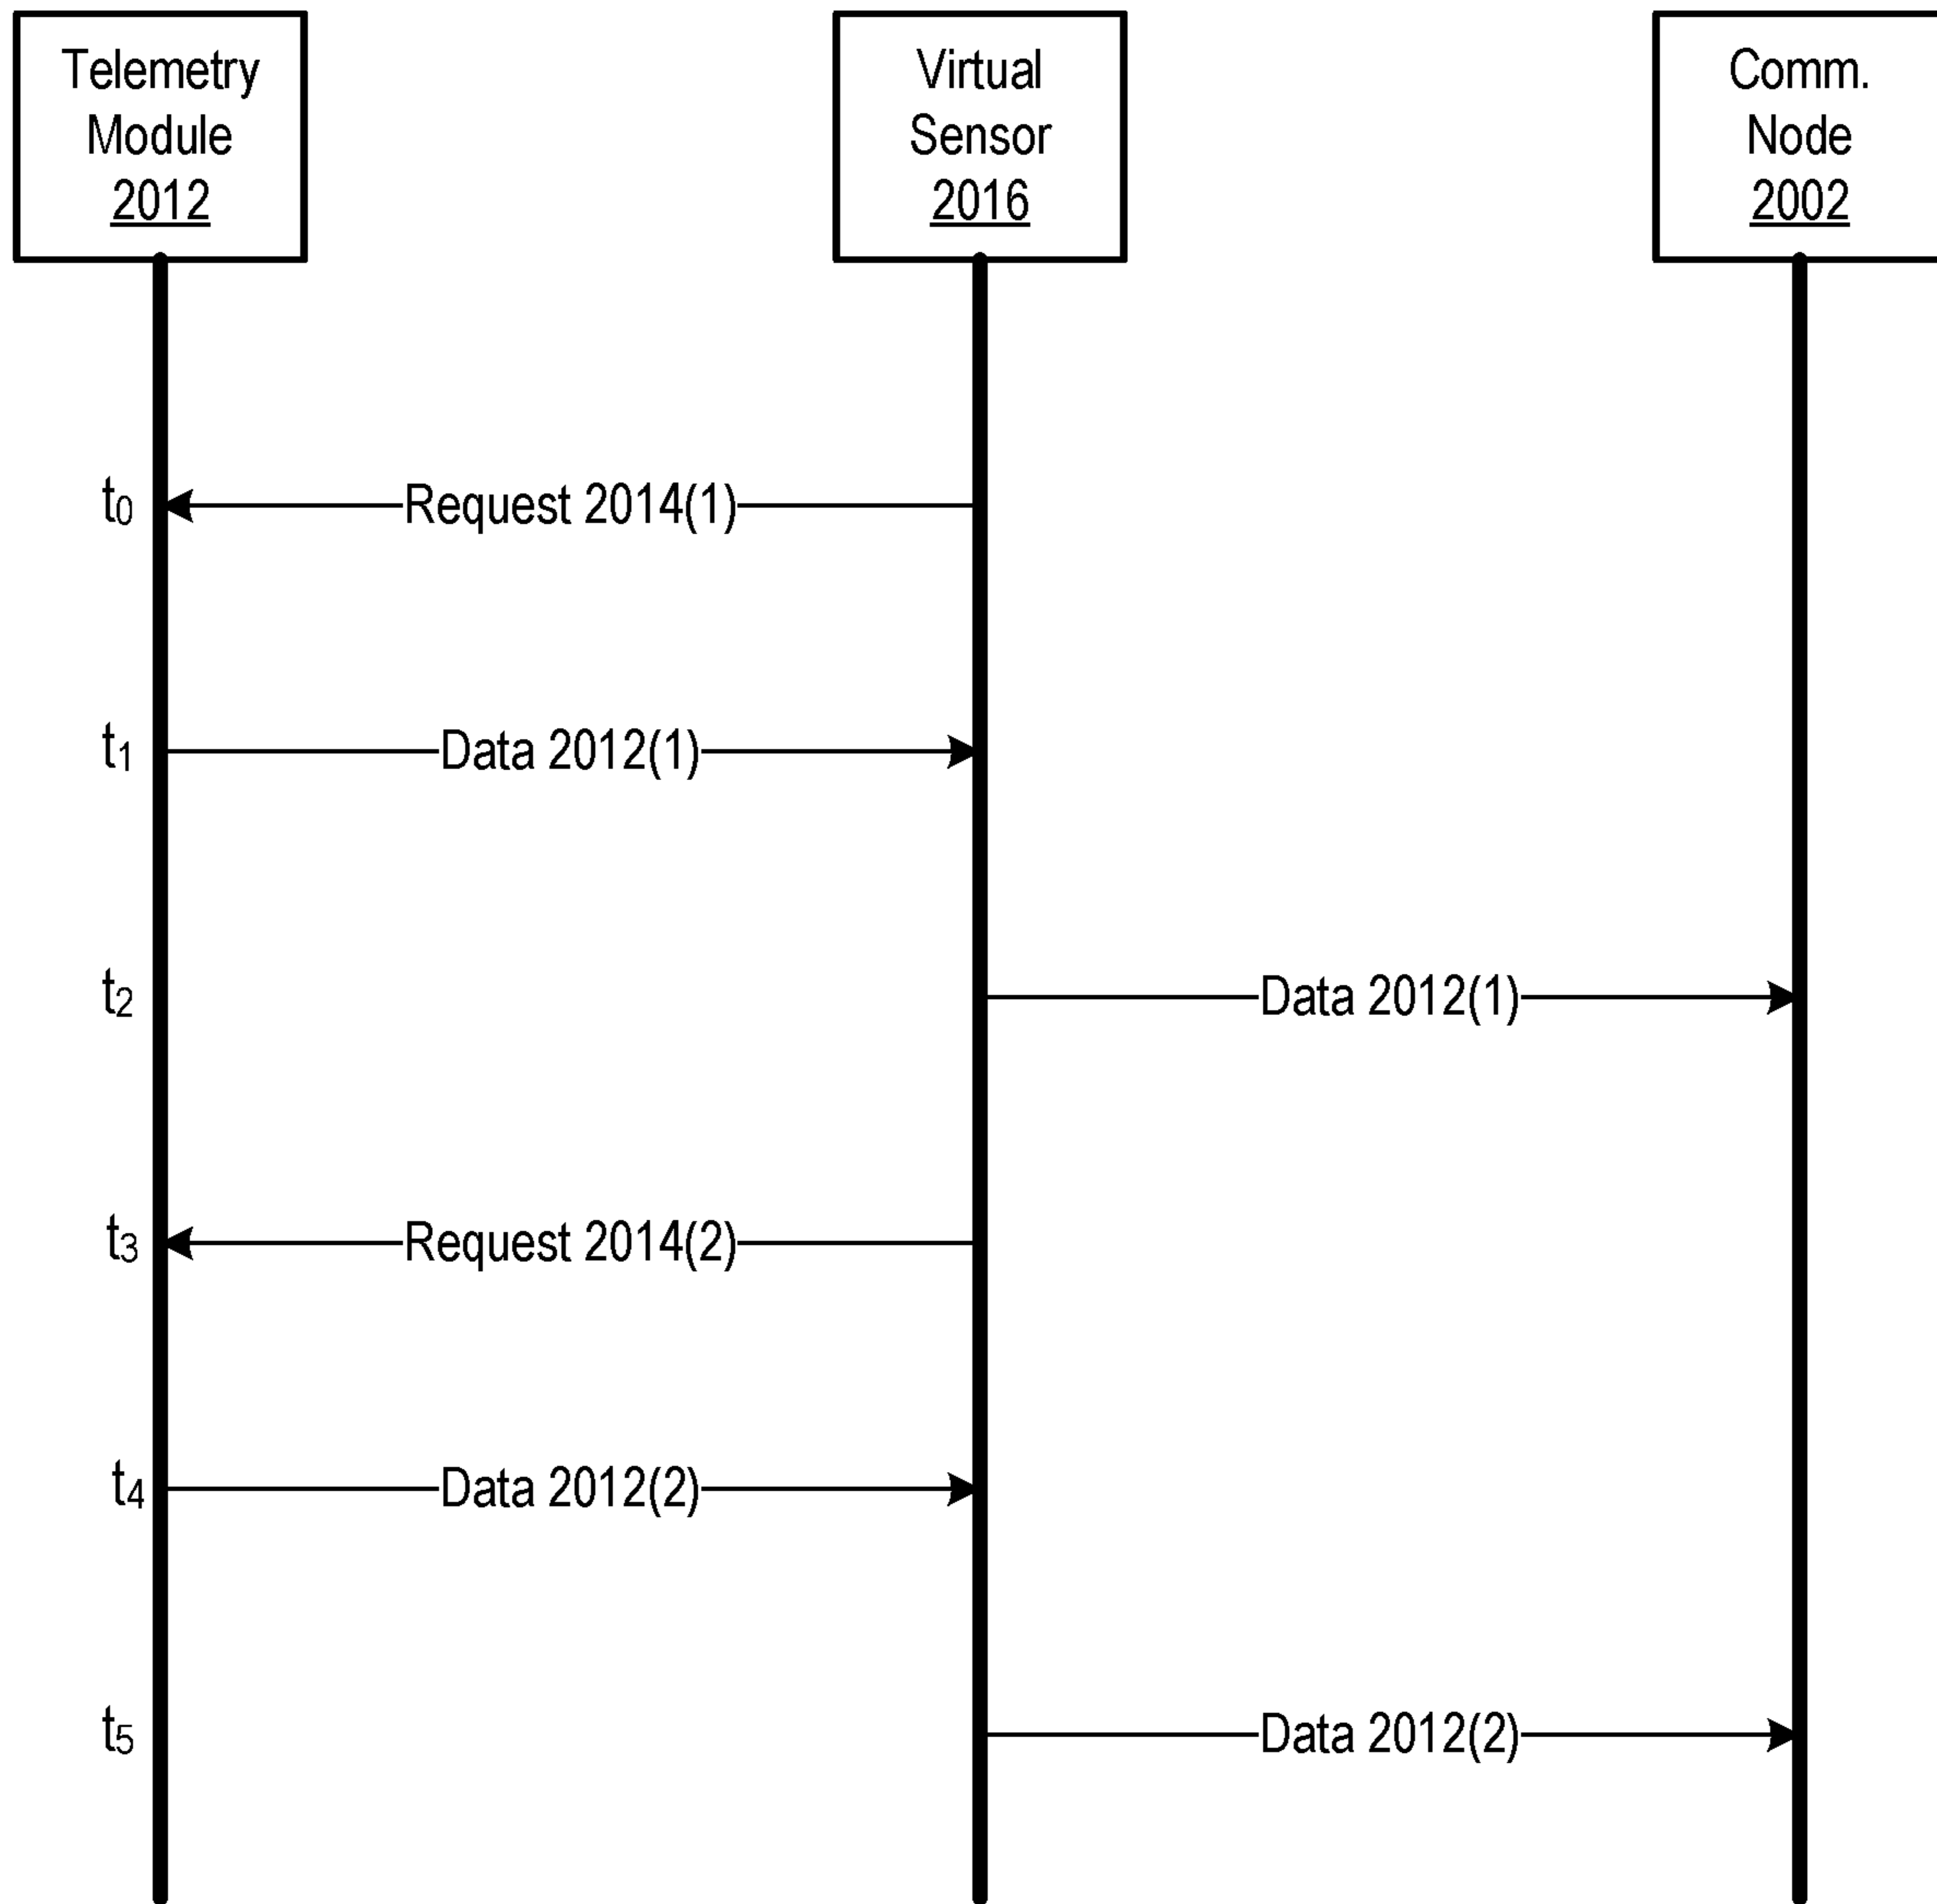 Telemetry
Module
2012
Virtual
Sensor
2016
Comm.
Node
2002
t0
Request 2014(1)
t1
Data 2012(1)
t2
Data 2012(1)
t3
Request 2014(2)
t4
Data 2012(2)
t5
Data 2012(2)